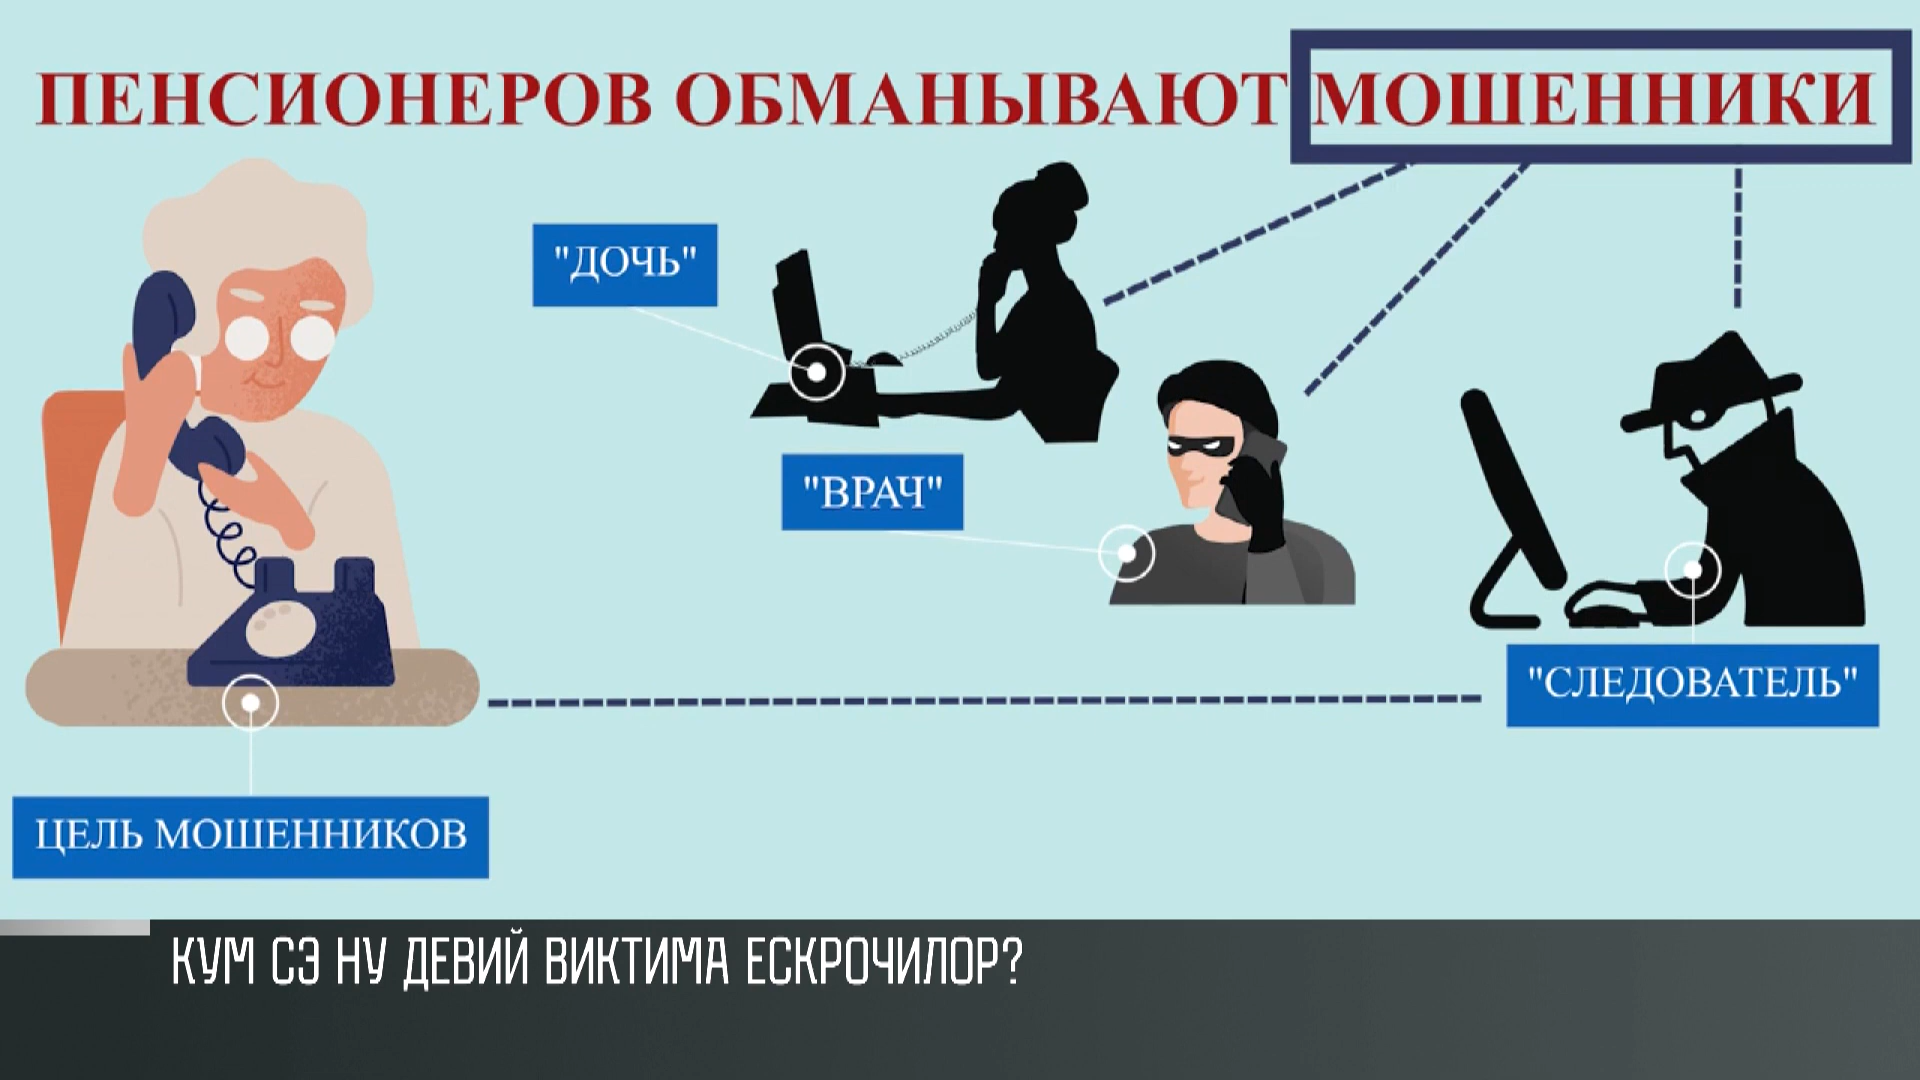 ПЕНСИОНЕРОВ ОБМАНЫВАЮТ МОШЕННИКИ
"ДОЧЬ"
"ВРАЧ"
"СЛЕДОВАТЕЛЬ"
ЦЕЛЬ МОШЕННИКОВ
КУМ СЭ НУ ДЕВИЙ ВИКТИМА ЕСКРОЧИЛОР?